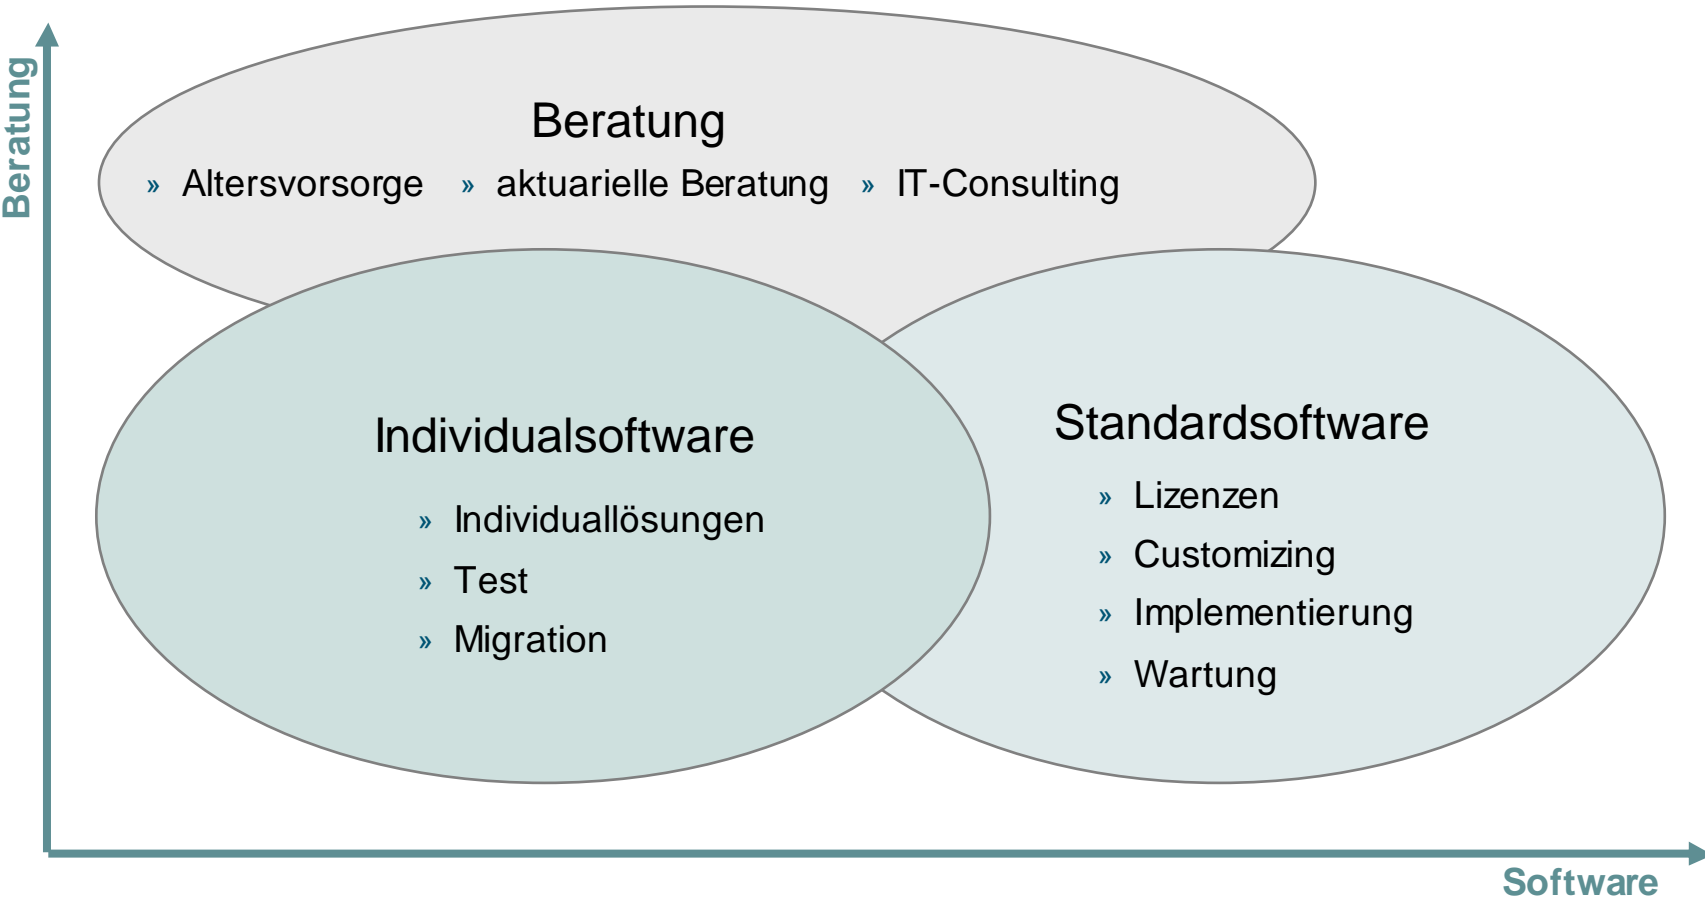 Beratung
Beratung
» Altersvorsorge » aktuarielle Beratung » IT-Consulting
Individualsoftware
» Individuallösungen
» Test
» Migration
Standardsoftware
» Lizenzen
» Customizing
» Implementierung
» Wartung
Software